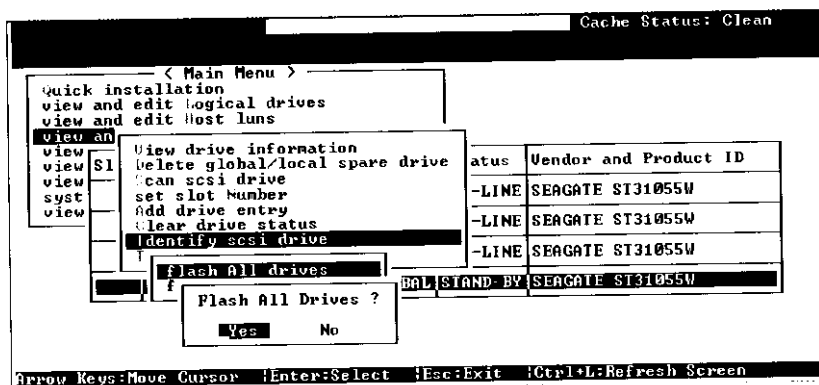 Cache Status: Clean
< Main Menu >
Quick installation
view and edit Logical drives
view and edit Host luns
view an
view
view
view
syst
view
Sl
View drive information
Delete global/local spare drive
Scan scsi drive
set slot Number
Add drive entry
Clear drive status
Identify scsi drive
flash All drives
f
Flash All Drives ?
Yes No
atus Vendor and Product ID
-LINE SEAGATE ST31055W
-LINE SEAGATE ST31055W
-LINE SEAGATE ST31055W
BAL STAND-BY SEAGATE ST31055W
Arrow Keys:Move Cursor |Enter:Select |Esc:Exit |Ctrl+L:Refresh Screen